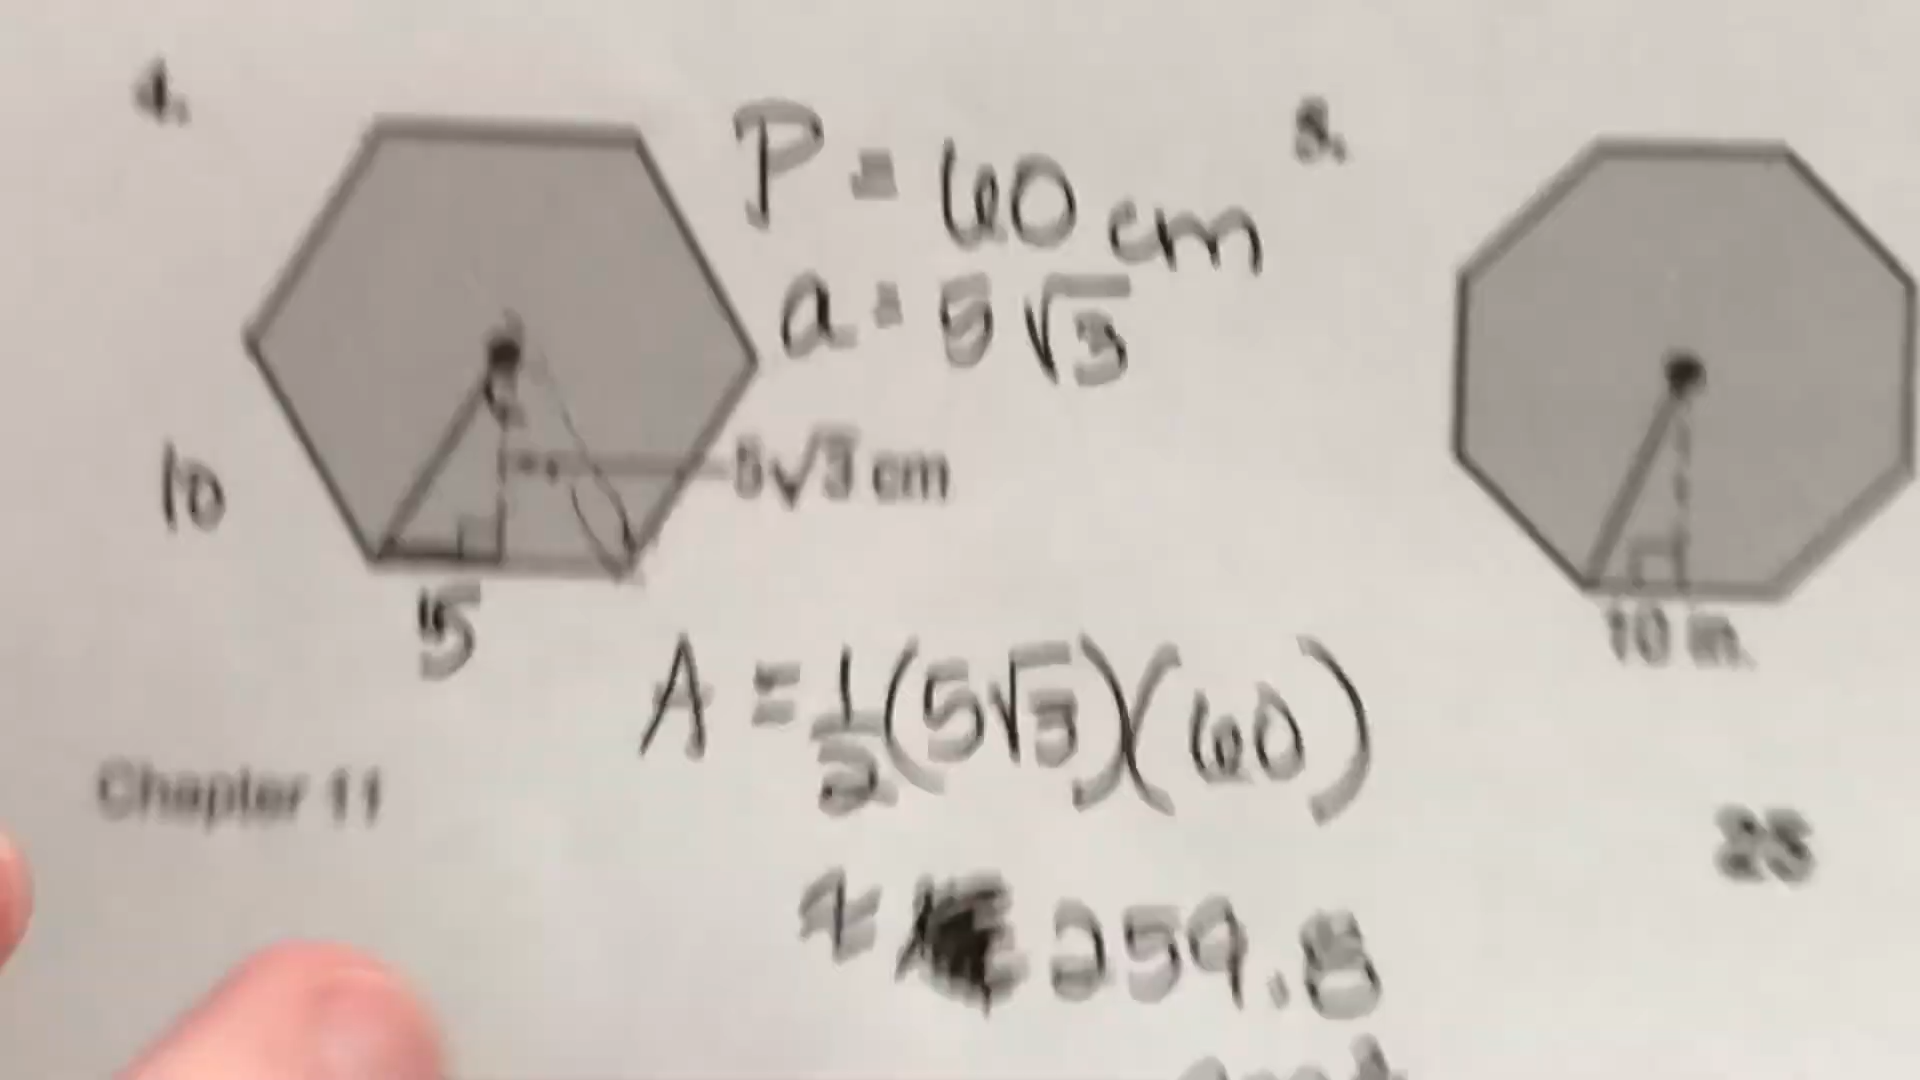 4.
P = 60 cm
a = 5√3
5√3 cm
10
5
A = 1/2(5√3)(60)
≈ 259.8
Chapter 11
8.
10 in.